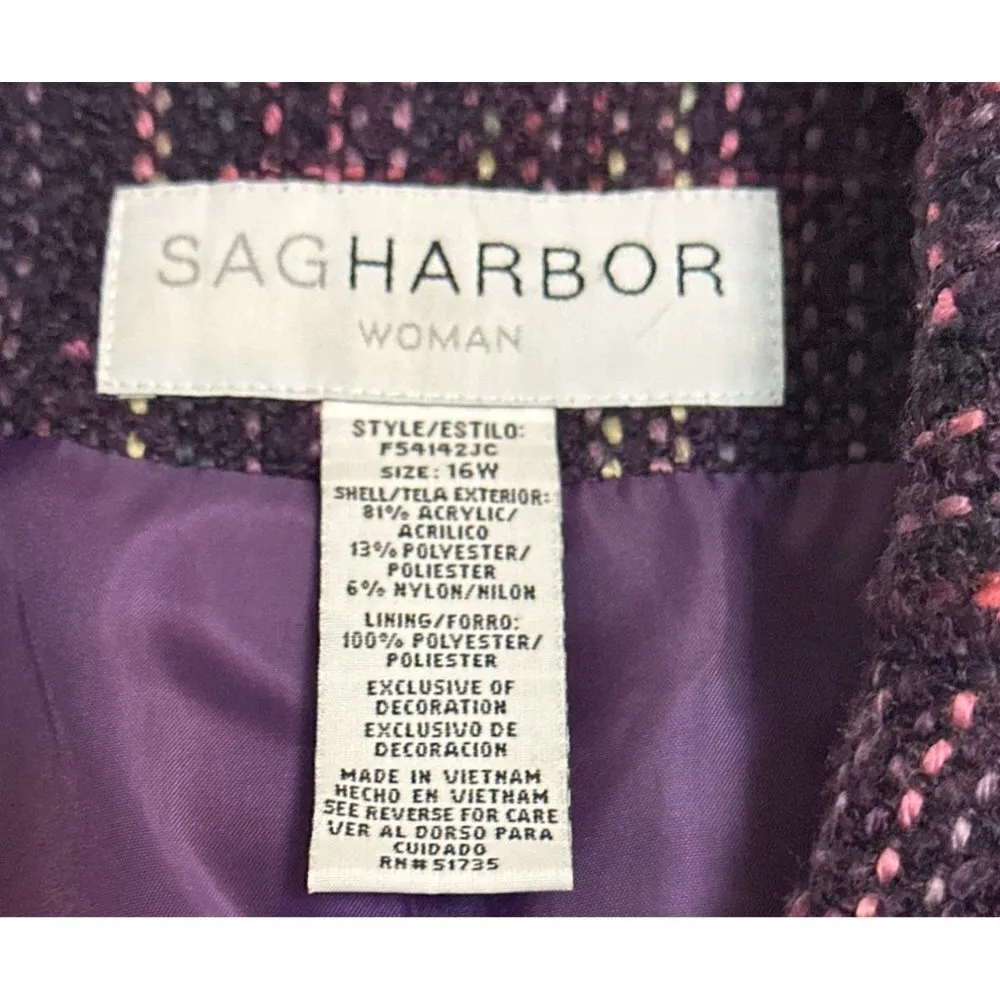 SAGHARBOR
WOMAN
STYLE/ESTILO:
F54142JC
SIZE: 16W
SHELL/TELA EXTERIOR:
81% ACRYLIC/
ACRILICO
13% POLYESTER/
POLIESTER
6% NYLON/NILON
LINING/FORRO:
100% POLYESTER/
POLIESTER
EXCLUSIVE OF
DECORATION
EXCLUSIVO DE
DECORACION
MADE IN VIETNAM
HECHO EN VIETNAM
SEE REVERSE FOR CARE
VER AL DORSO PARA
CUIDADO
RN# 51735